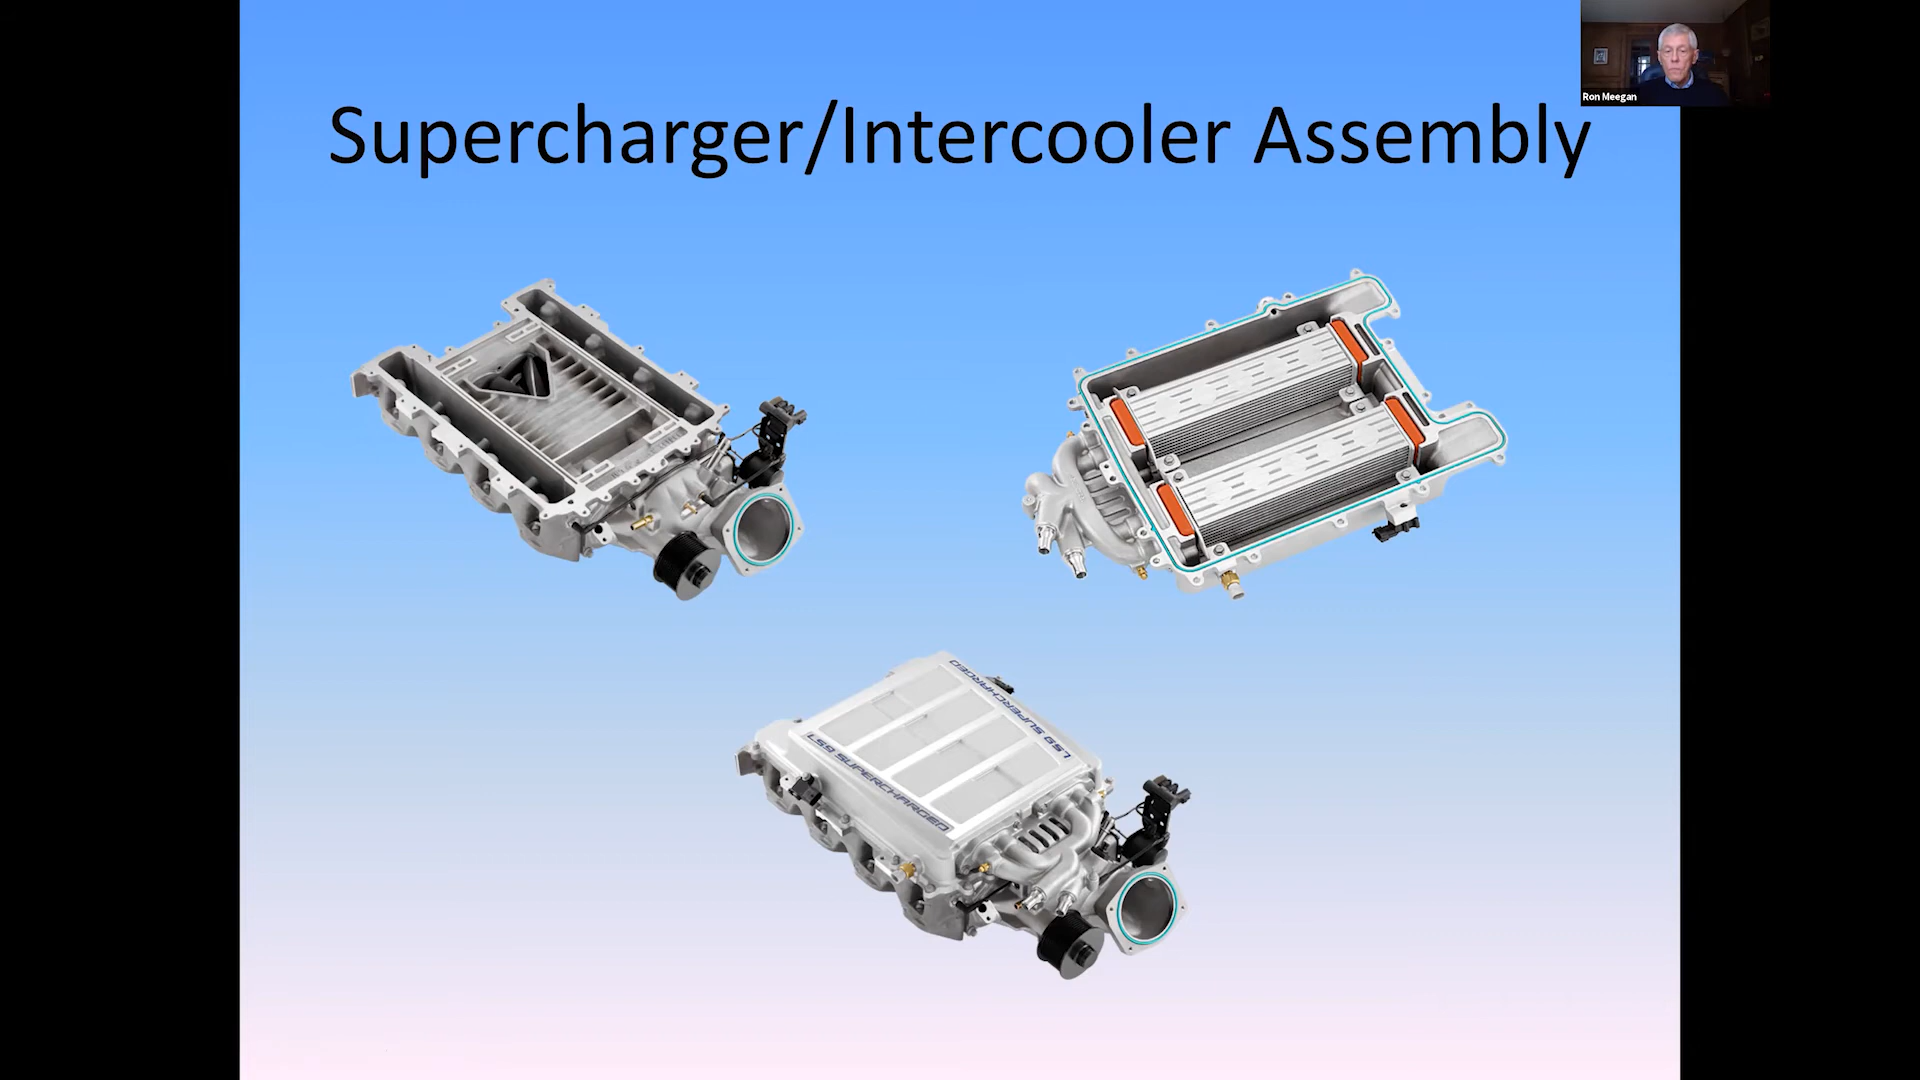 Supercharger/Intercooler Assembly
Ron Meegan
LS9 SUPERCHARGED
LS9 SUPERCHARGED